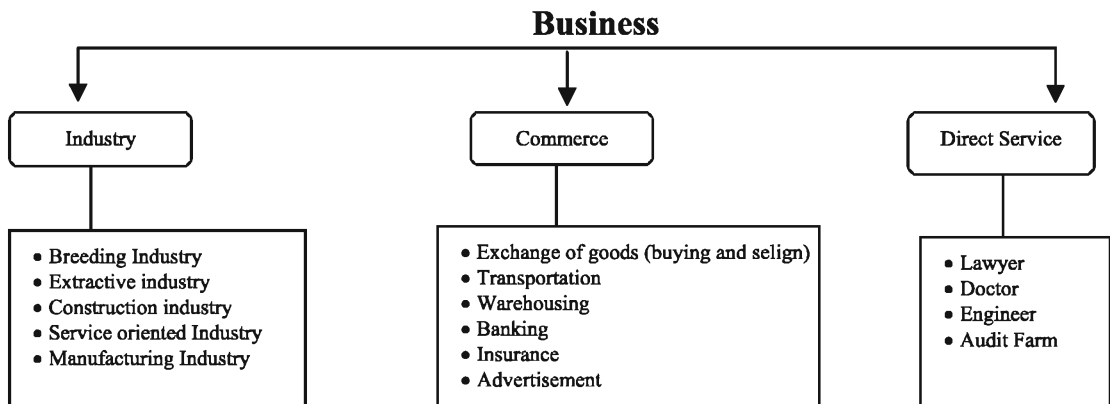 Business
Industry
Commerce
Direct Service
• Breeding Industry
• Extractive industry
• Construction industry
• Service oriented Industry
• Manufacturing Industry
• Exchange of goods (buying and selign)
• Transportation
• Warehousing
• Banking
• Insurance
• Advertisement
• Lawyer
• Doctor
• Engineer
• Audit Farm